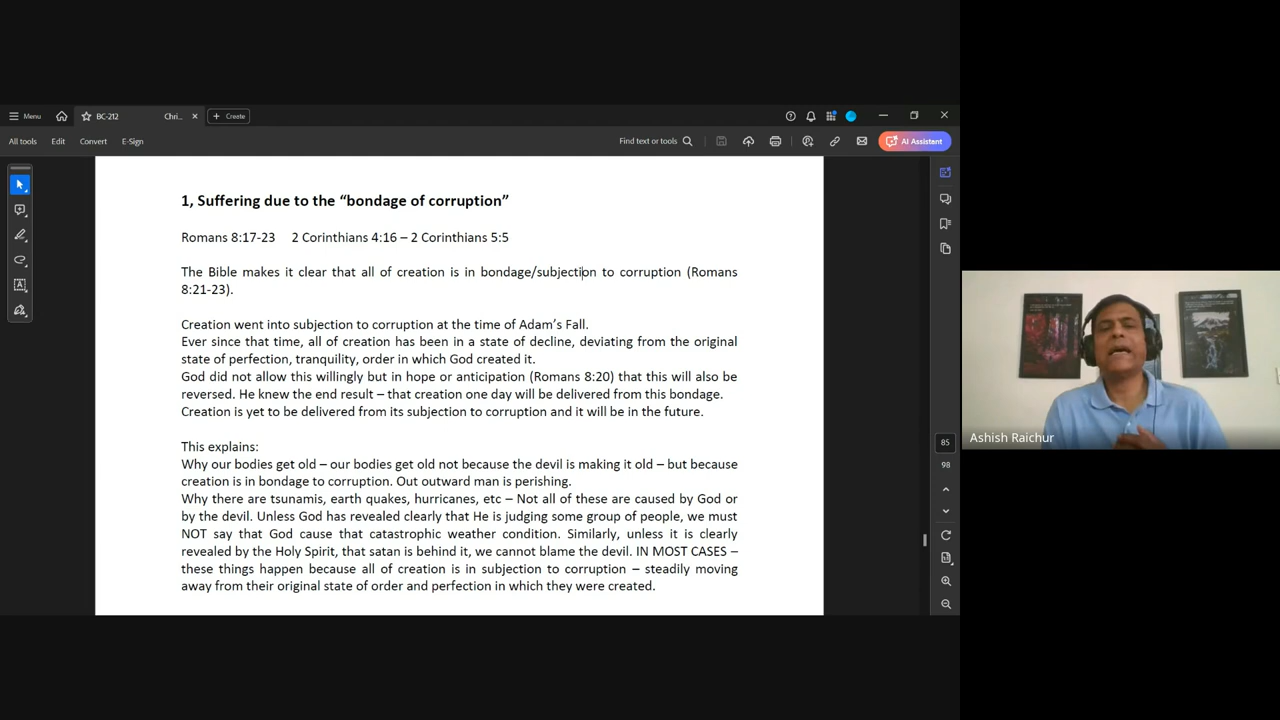 Menu
BC-212
Chri...
Create
All tools
Edit
Convert
E-Sign
Find text or tools
AI Assistant
1, Suffering due to the “bondage of corruption”
Romans 8:17-23 2 Corinthians 4:16 – 2 Corinthians 5:5
The Bible makes it clear that all of creation is in bondage/subjection to corruption (Romans
8:21-23).
Creation went into subjection to corruption at the time of Adam’s Fall.
Ever since that time, all of creation has been in a state of decline, deviating from the original
state of perfection, tranquility, order in which God created it.
God did not allow this willingly but in hope or anticipation (Romans 8:20) that this will also be
reversed. He knew the end result – that creation one day will be delivered from this bondage.
Creation is yet to be delivered from its subjection to corruption and it will be in the future.
This explains:
Why our bodies get old – our bodies get old not because the devil is making it old – but because
creation is in bondage to corruption. Out outward man is perishing.
Why there are tsunamis, earth quakes, hurricanes, etc – Not all of these are caused by God or
by the devil. Unless God has revealed clearly that He is judging some group of people, we must
NOT say that God cause that catastrophic weather condition. Similarly, unless it is clearly
revealed by the Holy Spirit, that satan is behind it, we cannot blame the devil. IN MOST CASES –
these things happen because all of creation is in subjection to corruption – steadily moving
away from their original state of order and perfection in which they were created.
85
98
Ashish Raichur